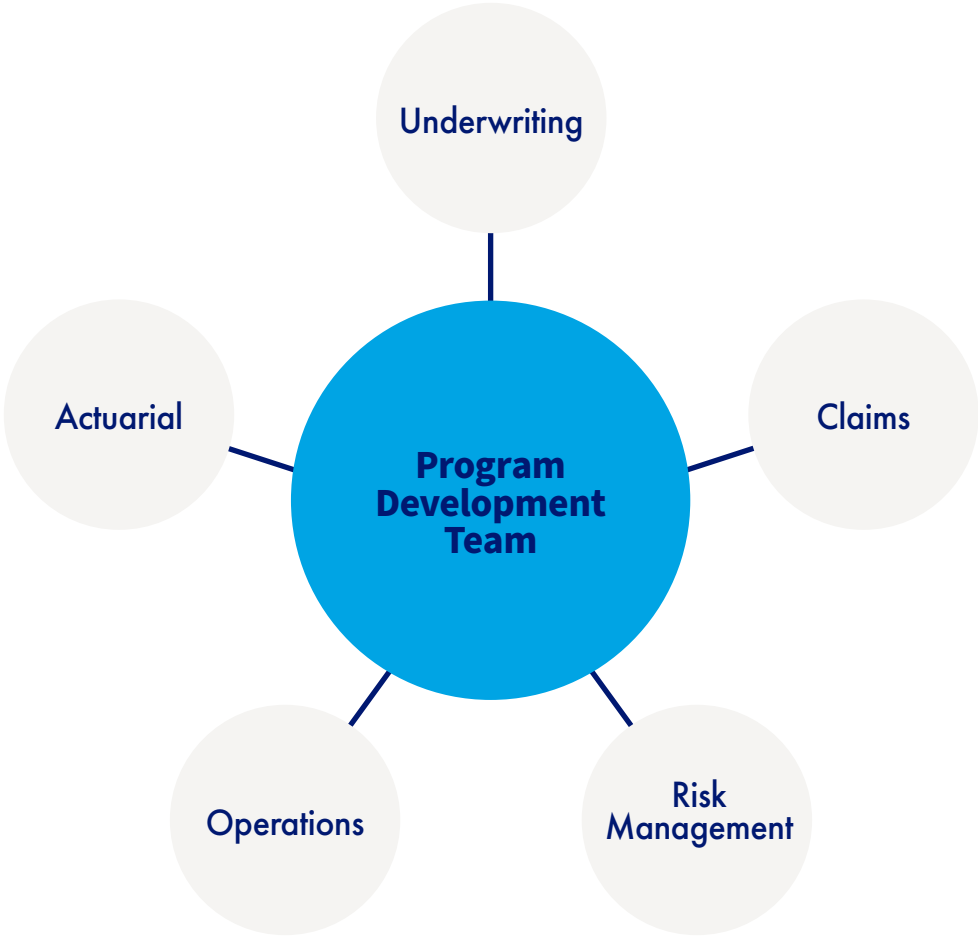 Underwriting
Actuarial
Claims
Program
Development
Team
Operations
Risk
Management